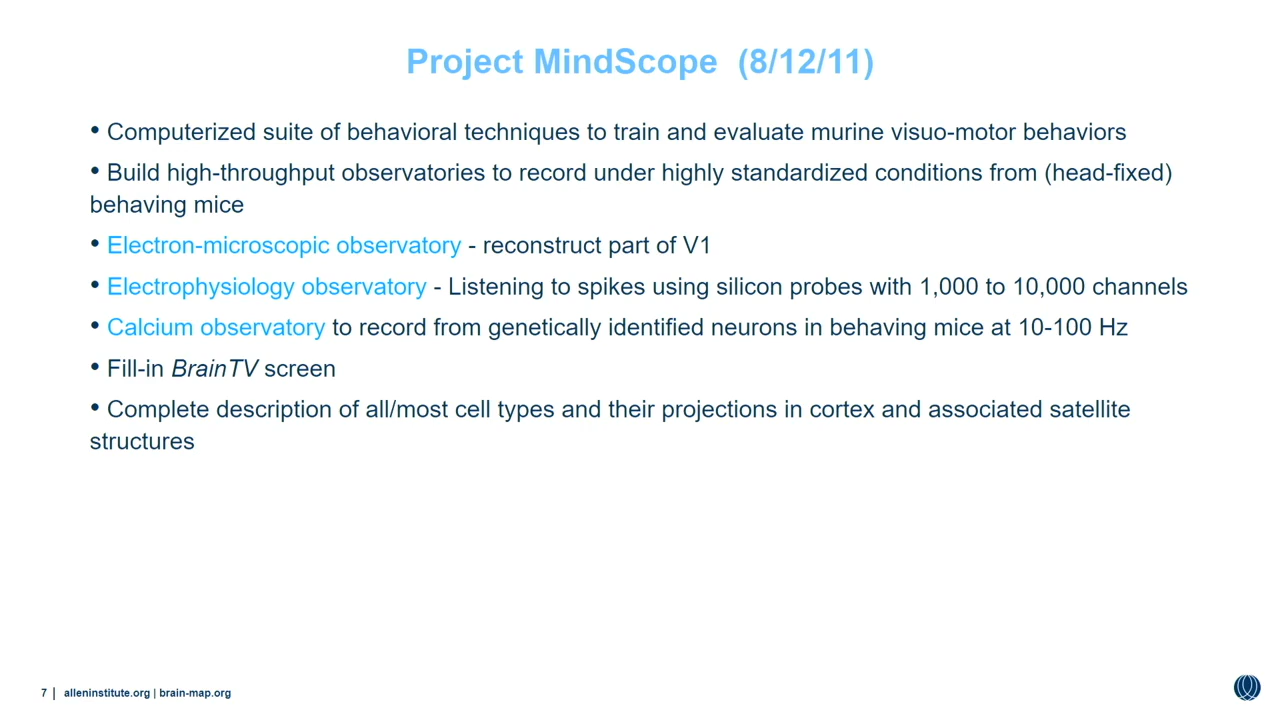 Project MindScope (8/12/11)
• Computerized suite of behavioral techniques to train and evaluate murine visuo-motor behaviors
• Build high-throughput observatories to record under highly standardized conditions from (head-fixed)
behaving mice
• Electron-microscopic observatory - reconstruct part of V1
• Electrophysiology observatory - Listening to spikes using silicon probes with 1,000 to 10,000 channels
• Calcium observatory to record from genetically identified neurons in behaving mice at 10-100 Hz
• Fill-in BrainTV screen
• Complete description of all/most cell types and their projections in cortex and associated satellite
structures
7 | alleninstitute.org | brain-map.org